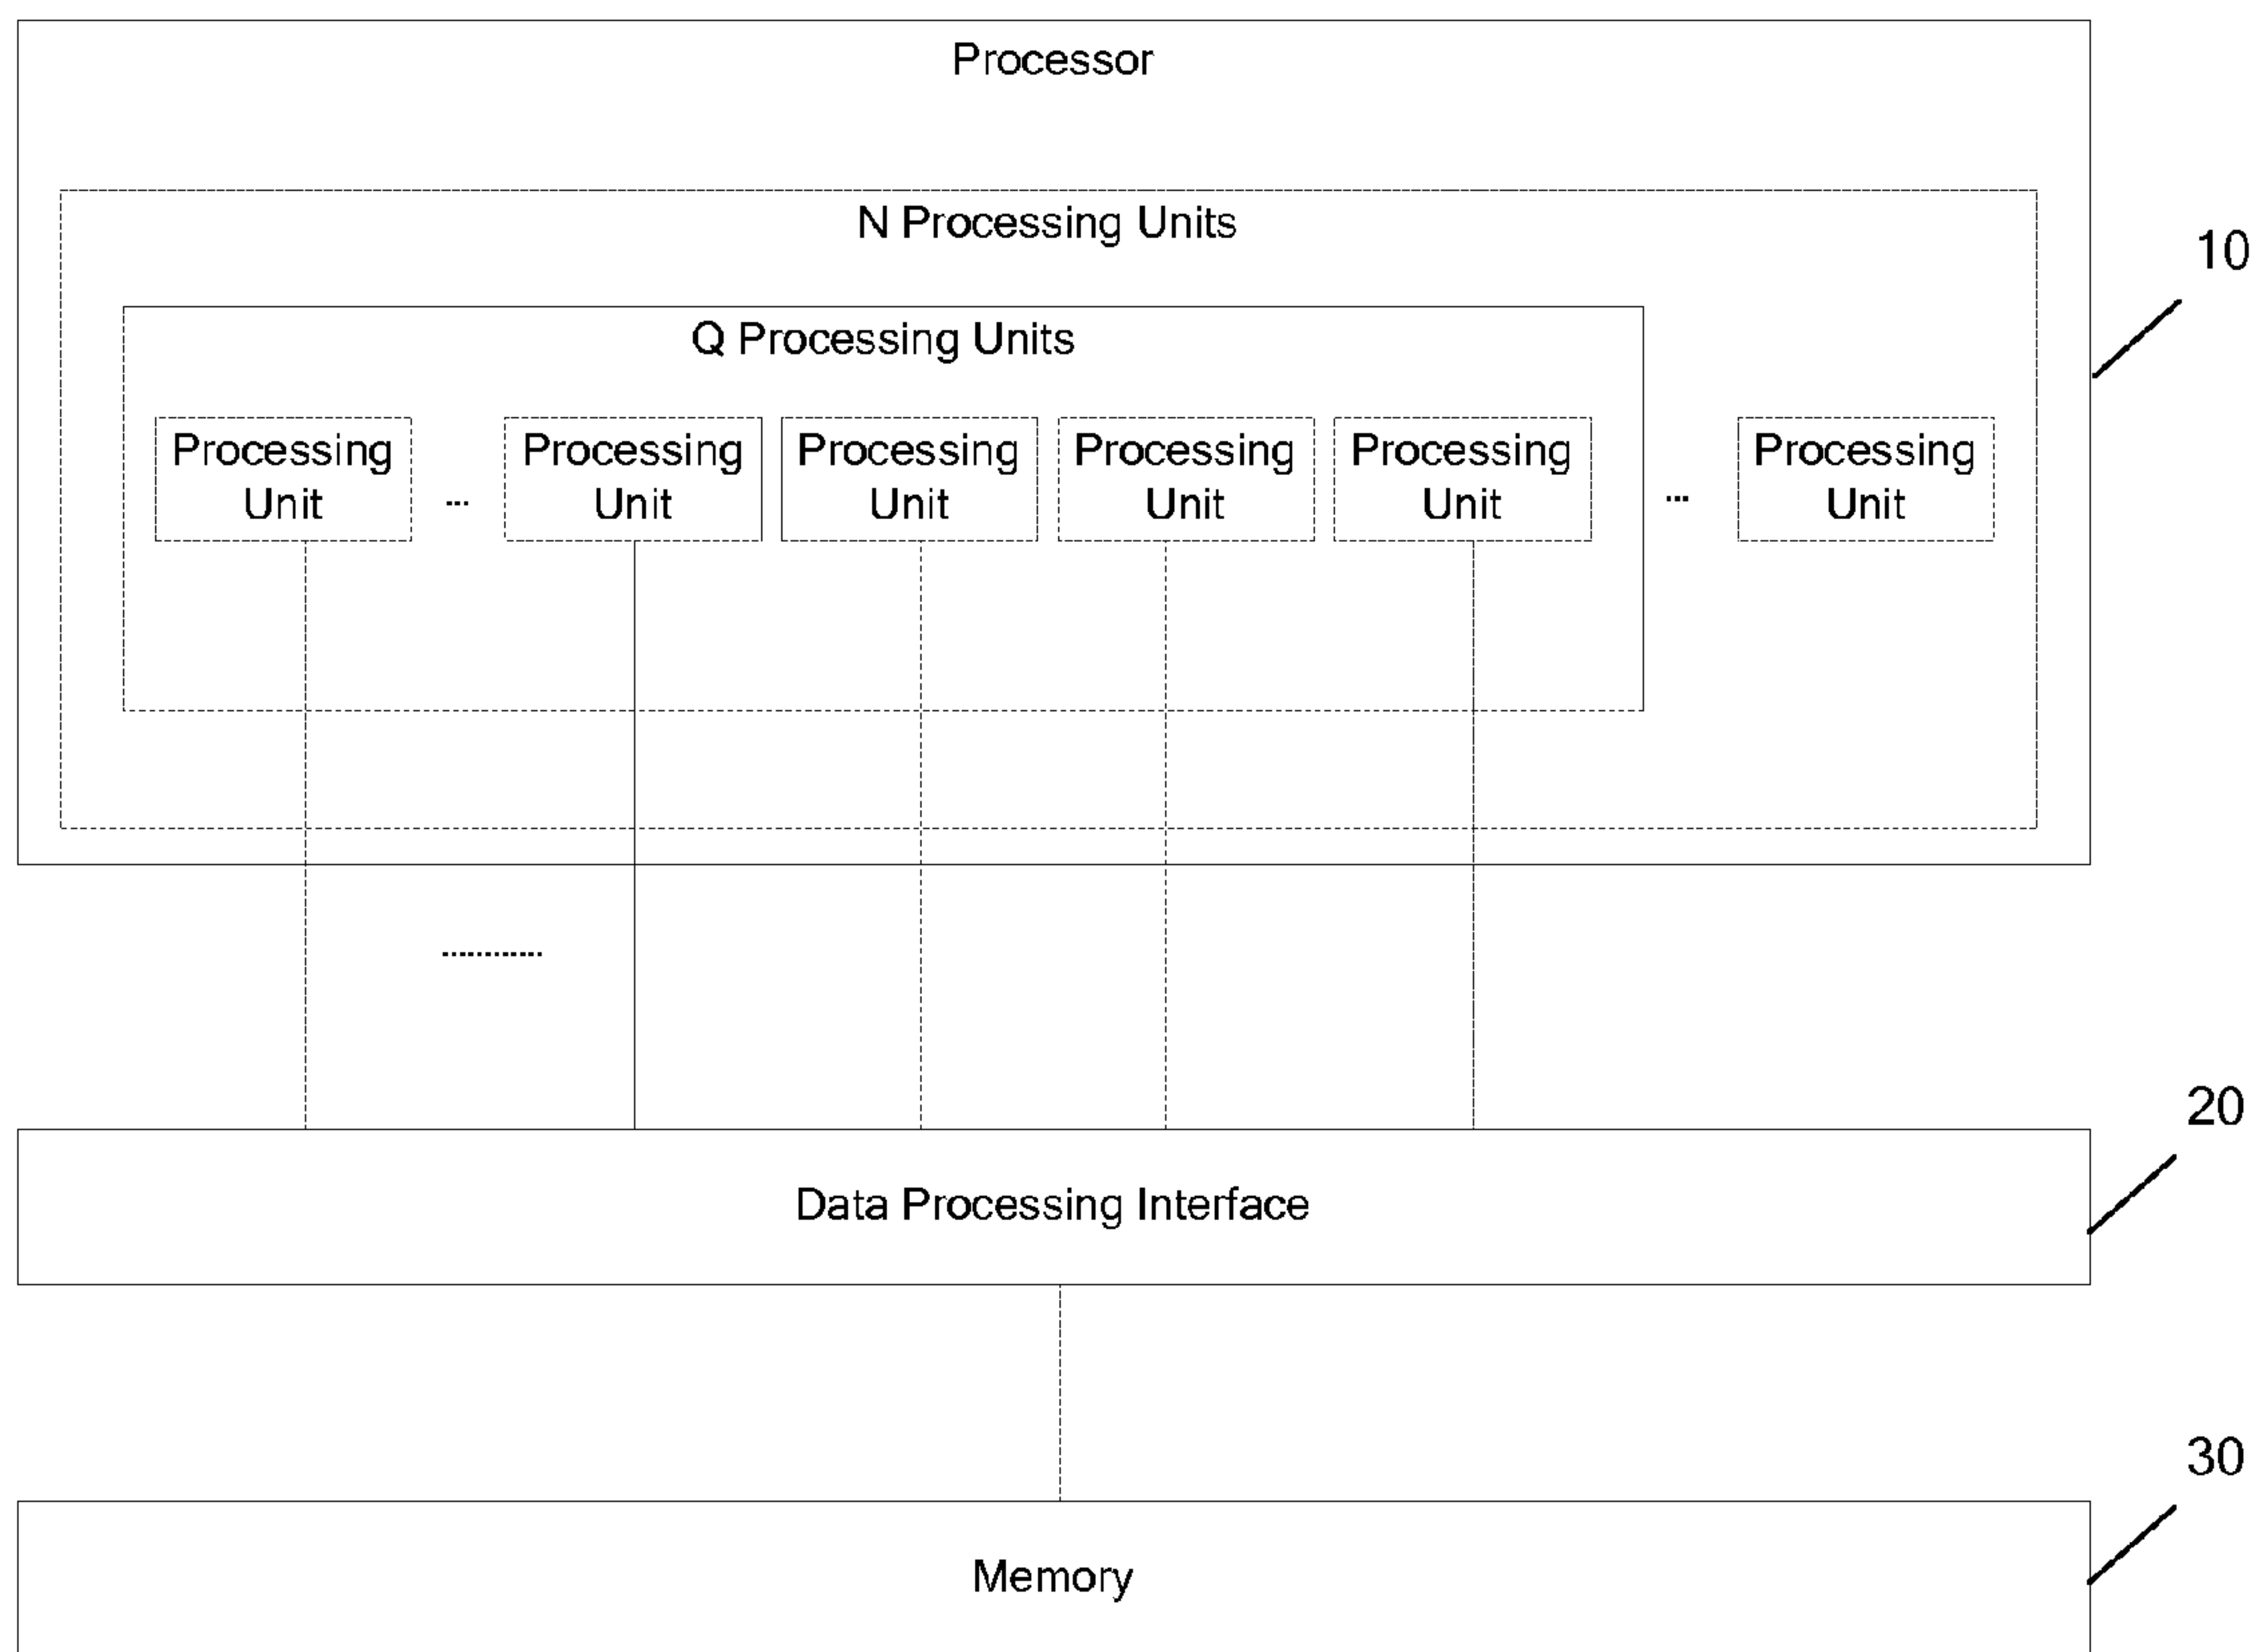 Processor
N Processing Units
10
Q Processing Units
Processing
Unit
...
Processing
Unit
Processing
Unit
Processing
Unit
Processing
Unit
...
Processing
Unit
............
20
Data Processing Interface
30
Memory